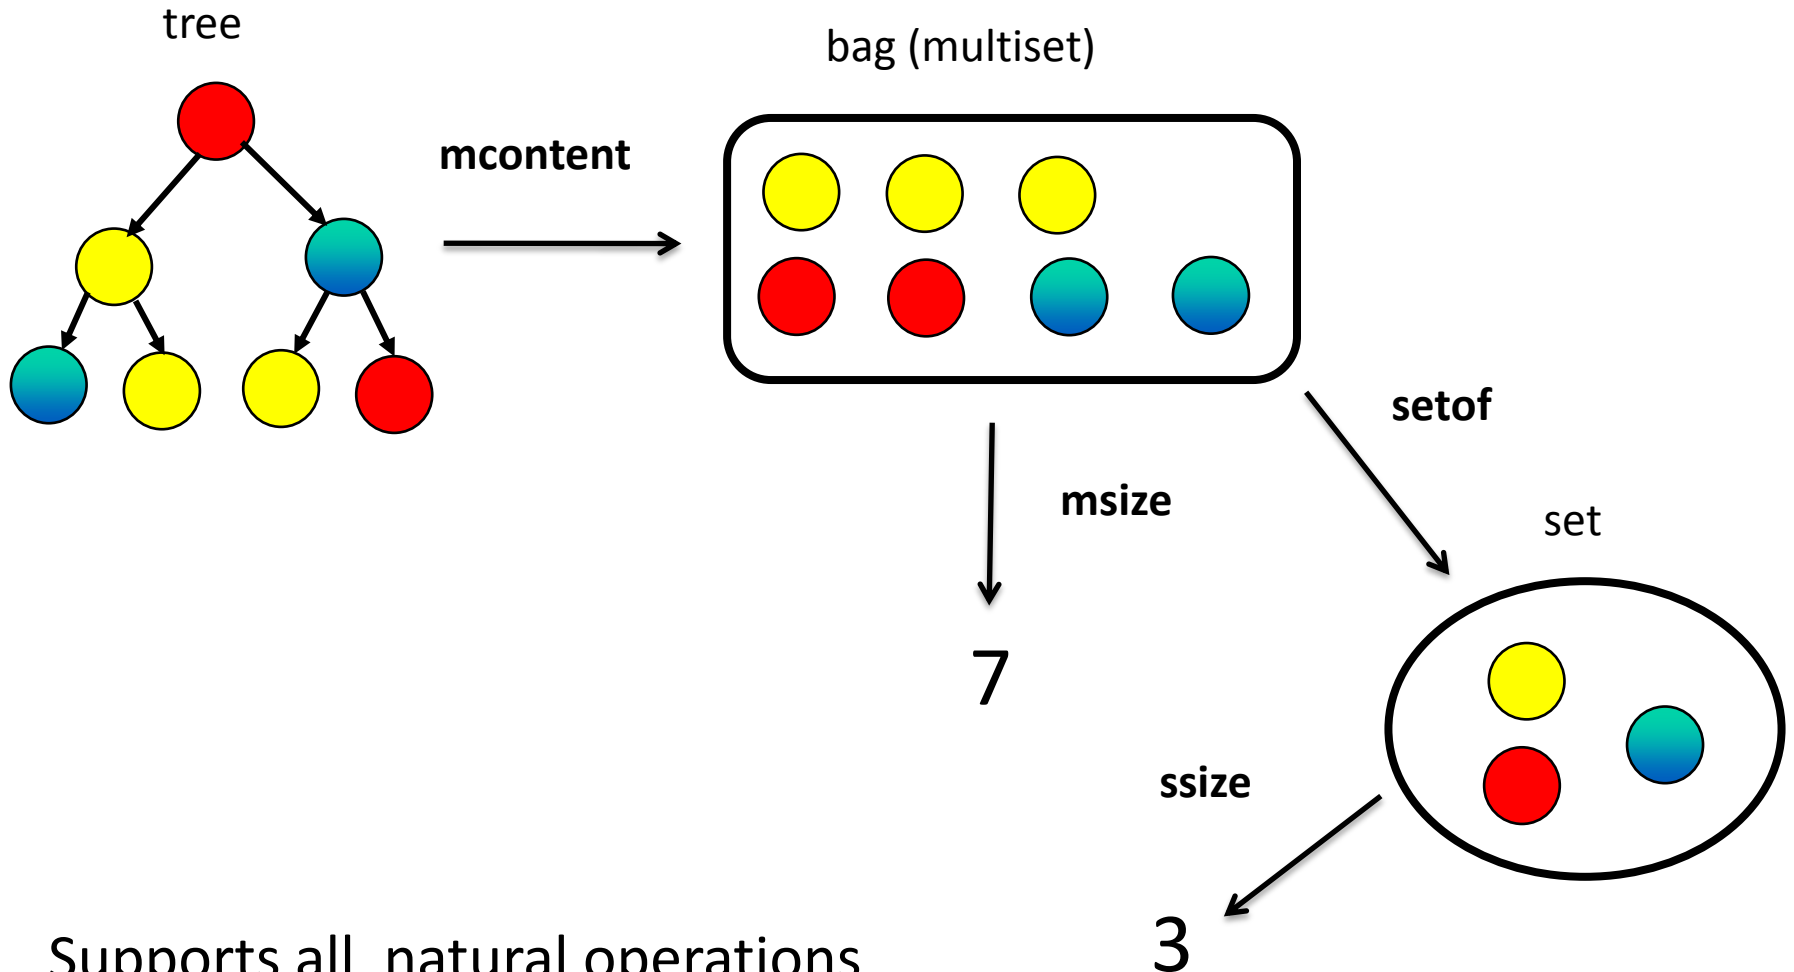 tree
bag (multiset)
mcontent
setof
msize
set
7
ssize
3
Supports all natural operations